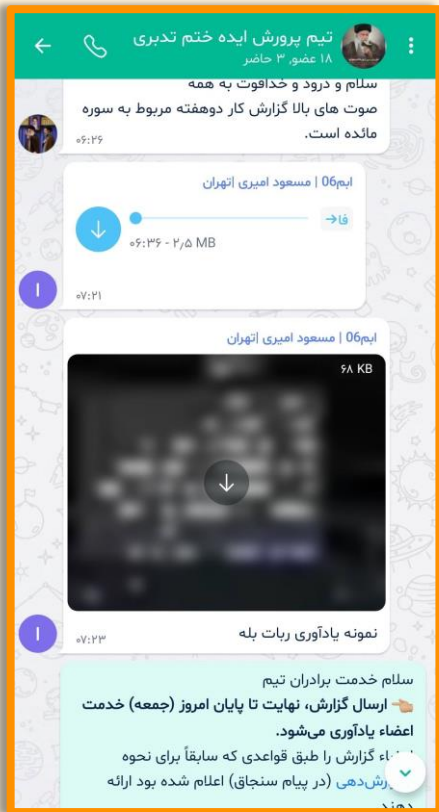 تیم پرورش ایده ختم تدبری
۱۸ عضو, ۳ حاضر
سلام و درود و خداقوت به همه
صوت های بالا گزارش کار دوهفته مربوط به سوره
مائده است.
۰۶:۲۶
ابم06 | مسعود امیری |تهران
فا→
۰۶:۳۶ - ۲٫۵ MB
ا
۰۷:۲۱
ابم06 | مسعود امیری |تهران
۶۸ KB
نمونه یادآوری ربات بله
ا
۰۷:۲۳
سلام خدمت برادران تیم
👈🏼 ارسال گزارش، نهایت تا پایان امروز (جمعه) خدمت
اعضاء یادآوری می‌شود.
گزارش را طبق قواعدی که سابقاً برای نحوه
(در پیام سنجاق) اعلام شده بود ارائه
دهند